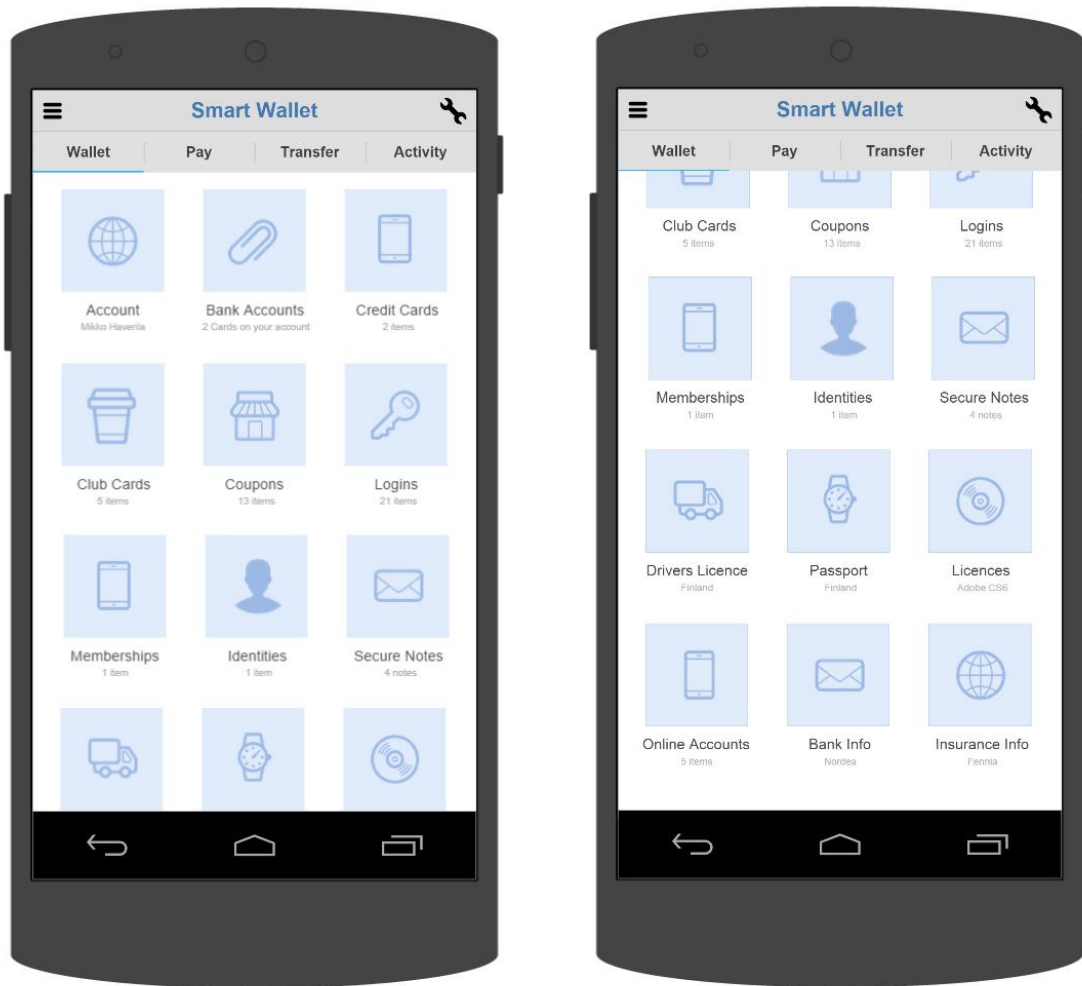 Smart Wallet
Wallet Pay Transfer Activity
Account Bank Accounts Credit Cards
Mikko Haverila 2 Cards on your account 2 items
Club Cards Coupons Logins
5 items 13 items 21 items
Memberships Identities Secure Notes
1 item 1 item 4 notes
Smart Wallet
Wallet Pay Transfer Activity
Club Cards Coupons Logins
5 items 13 items 21 items
Memberships Identities Secure Notes
1 item 1 item 4 notes
Drivers Licence Passport Licences
Finland Finland Adobe CS6
Online Accounts Bank Info Insurance Info
5 items Nordea Fennia